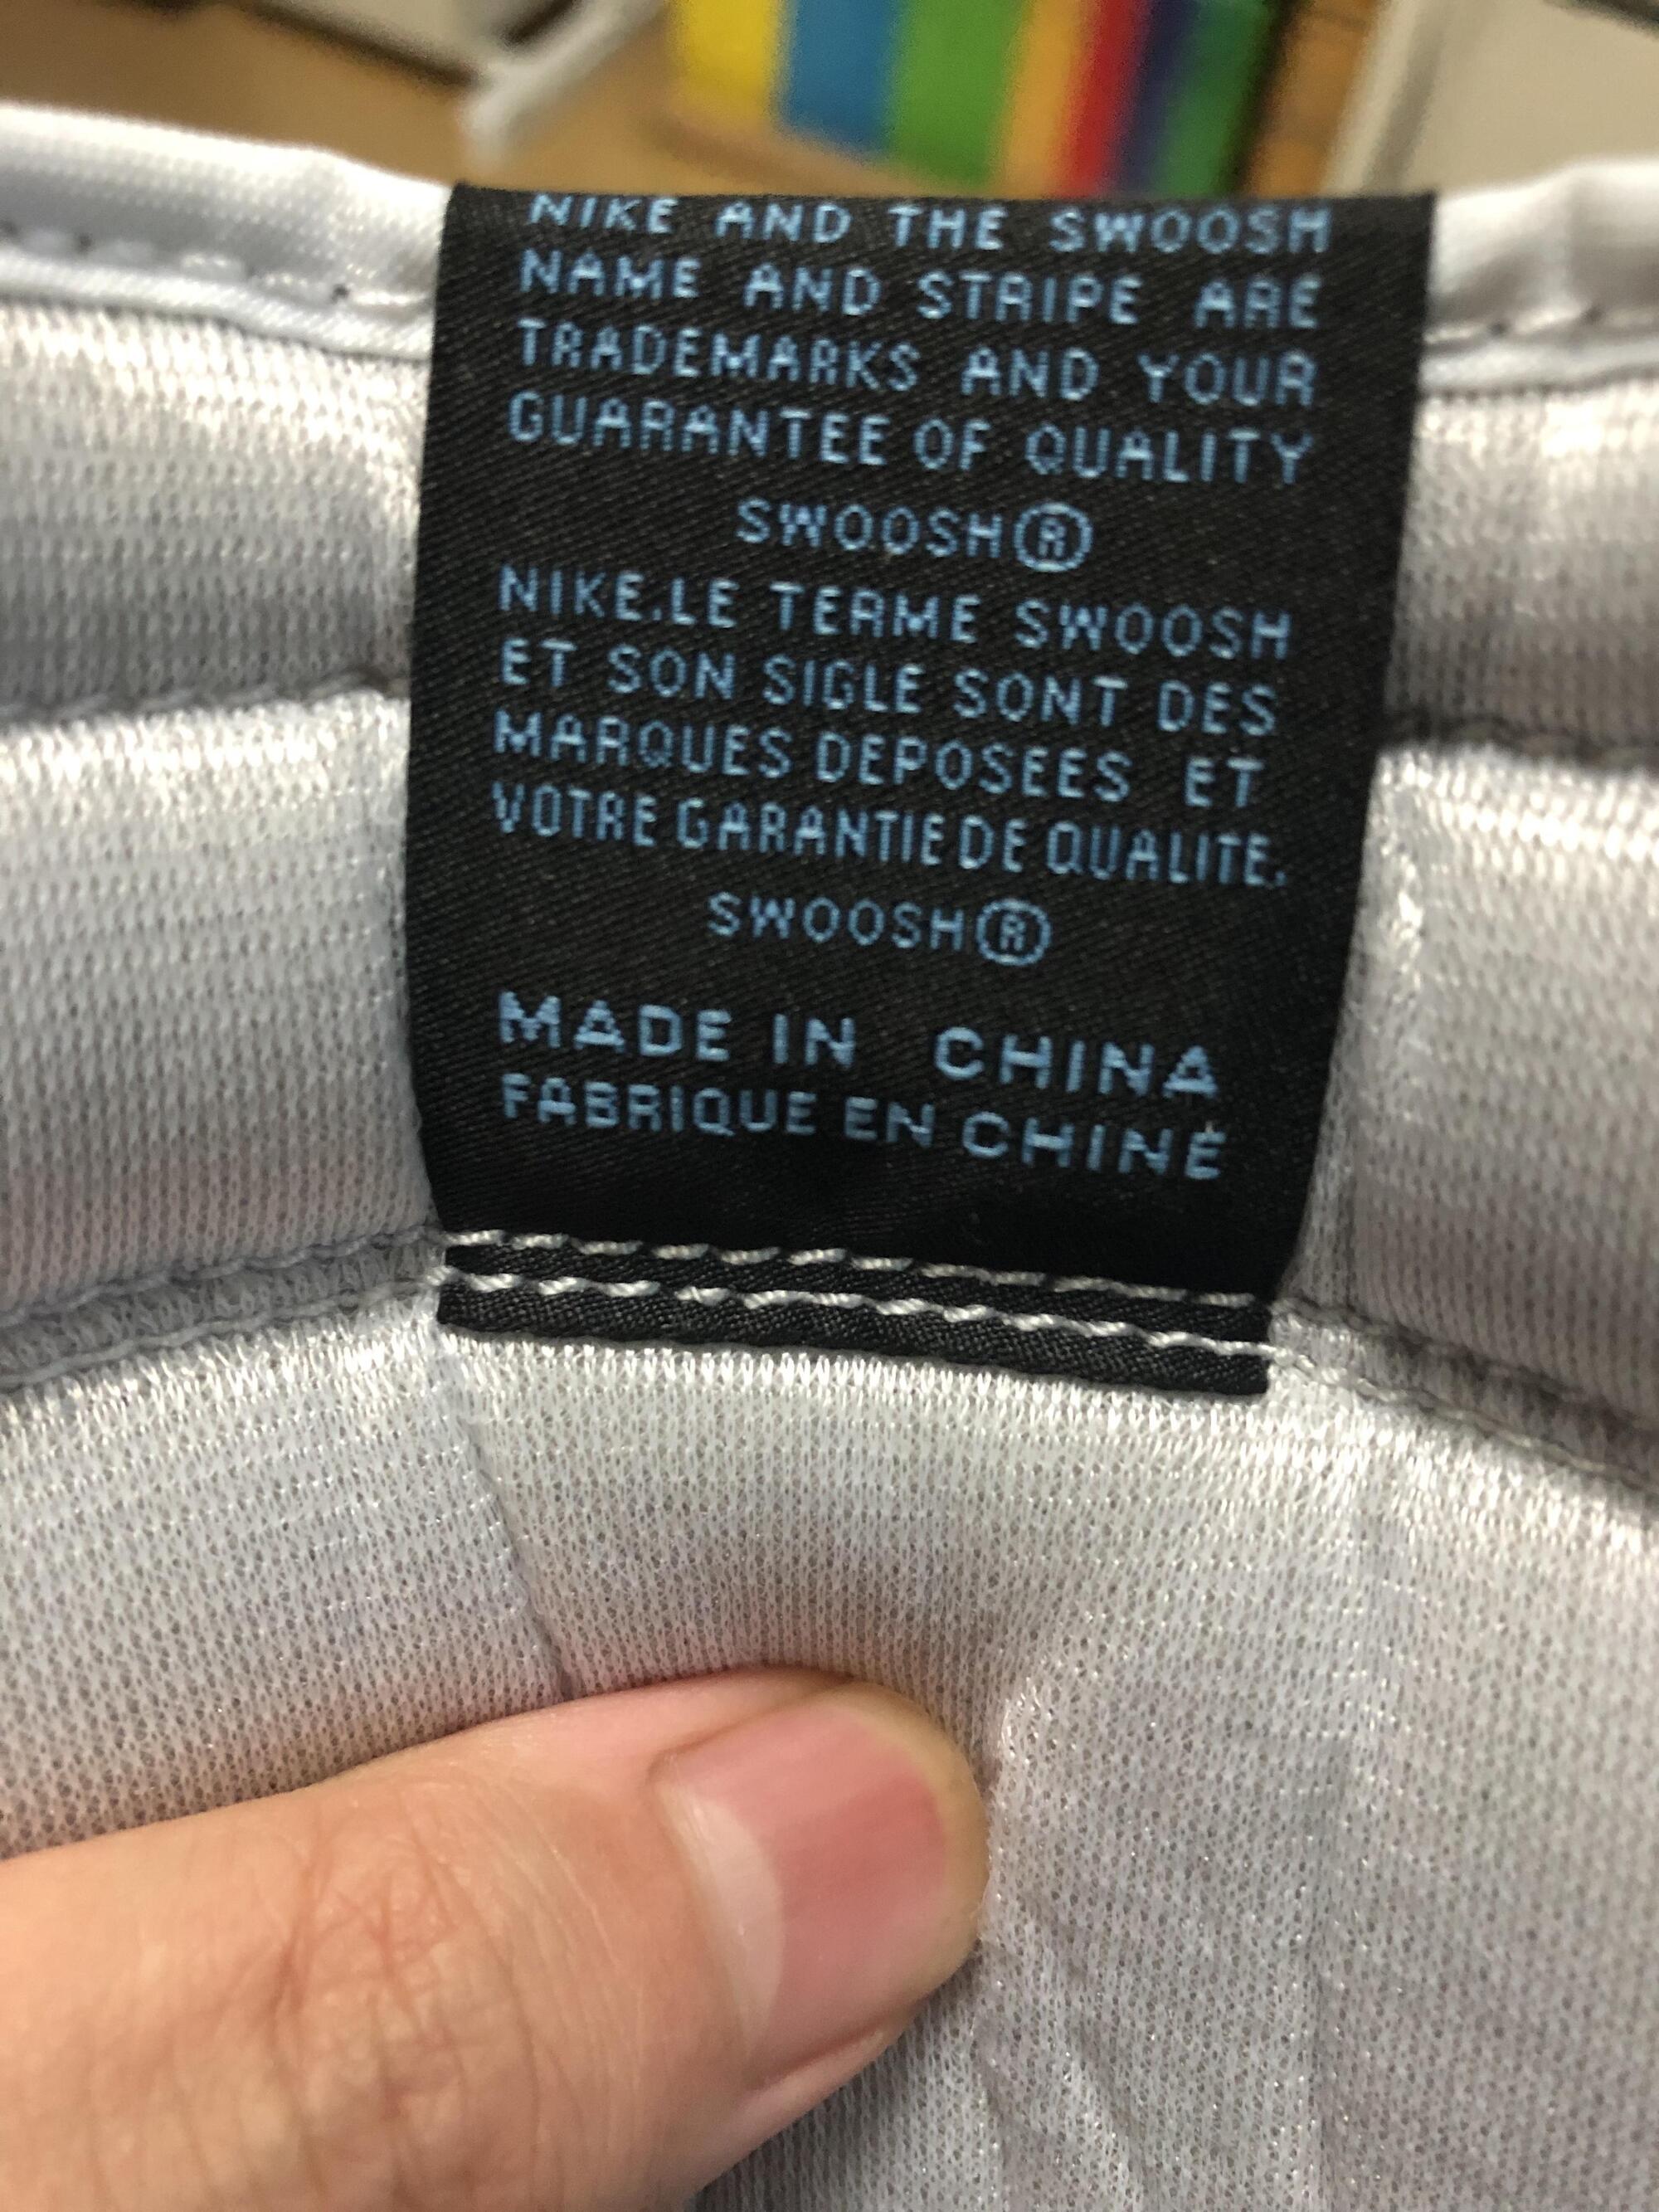 NIKE AND THE SWOOSH
NAME AND STRIPE ARE
TRADEMARKS AND YOUR
GUARANTEE OF QUALITY
SWOOSH®
NIKE.LE TERME SWOOSH
ET SON SIGLE SONT DES
MARQUES DEPOSEES ET
VOTRE GARANTIE DE QUALITE.
SWOOSH®
MADE IN CHINA
FABRIQUE EN CHINE